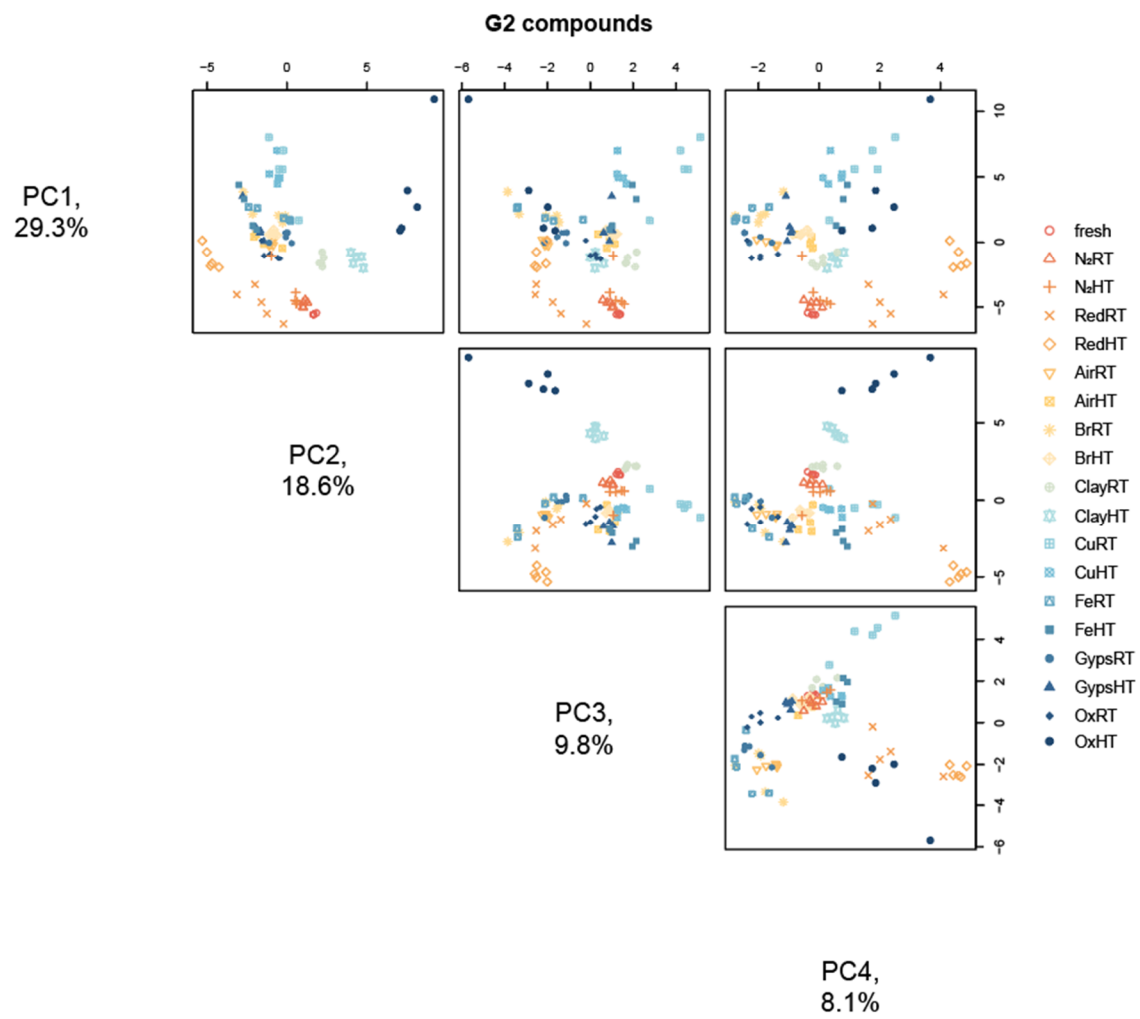 G2 compounds
−5 0 5
−6 −4 −2 0 2 4
−2 0 2 4
PC1,
29.3%
10
5
0
−5
PC2,
18.6%
5
0
−5
PC3,
9.8%
4
2
0
−2
−4
−6
PC4,
8.1%
fresh
N₂RT
N₂HT
RedRT
RedHT
AirRT
AirHT
BrRT
BrHT
ClayRT
ClayHT
CuRT
CuHT
FeRT
FeHT
GypsRT
GypsHT
OxRT
OxHT